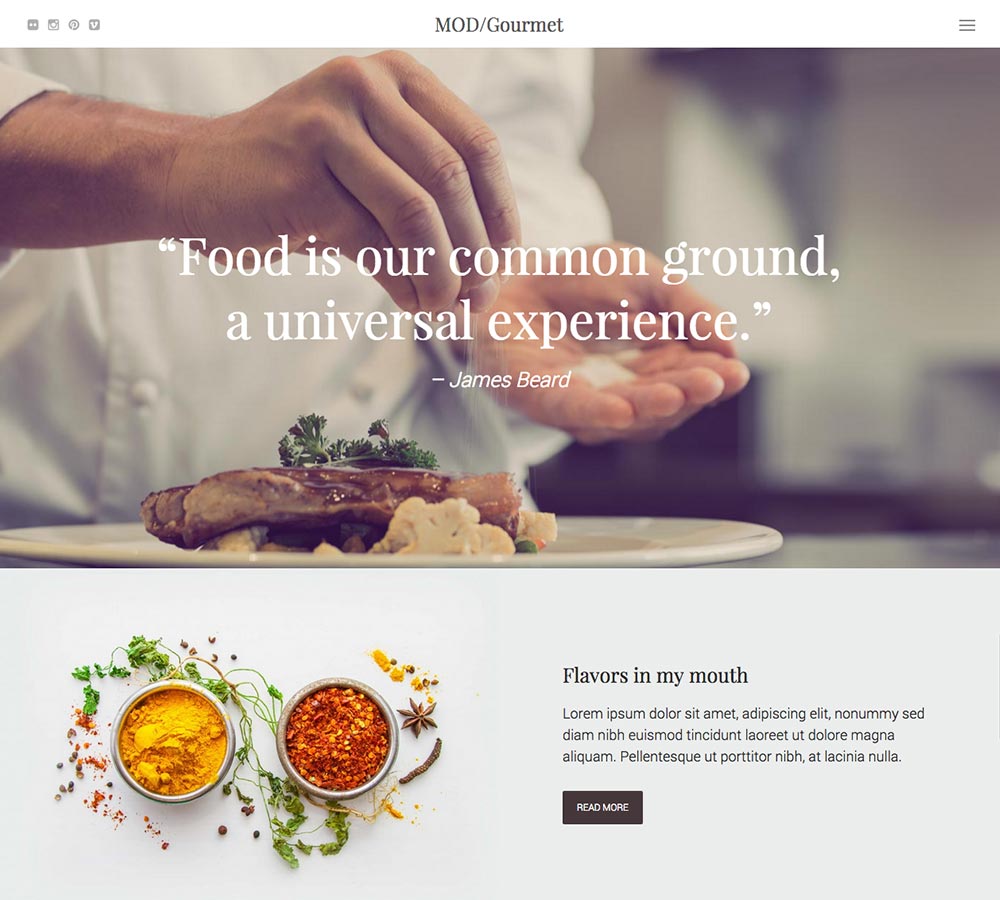 MOD/Gourmet
“Food is our common ground,
a universal experience.”
– James Beard
Flavors in my mouth
Lorem ipsum dolor sit amet, adipiscing elit, nonummy sed
diam nibh euismod tincidunt laoreet ut dolore magna
aliquam. Pellentesque ut porttitor nibh, at lacinia nulla.
READ MORE